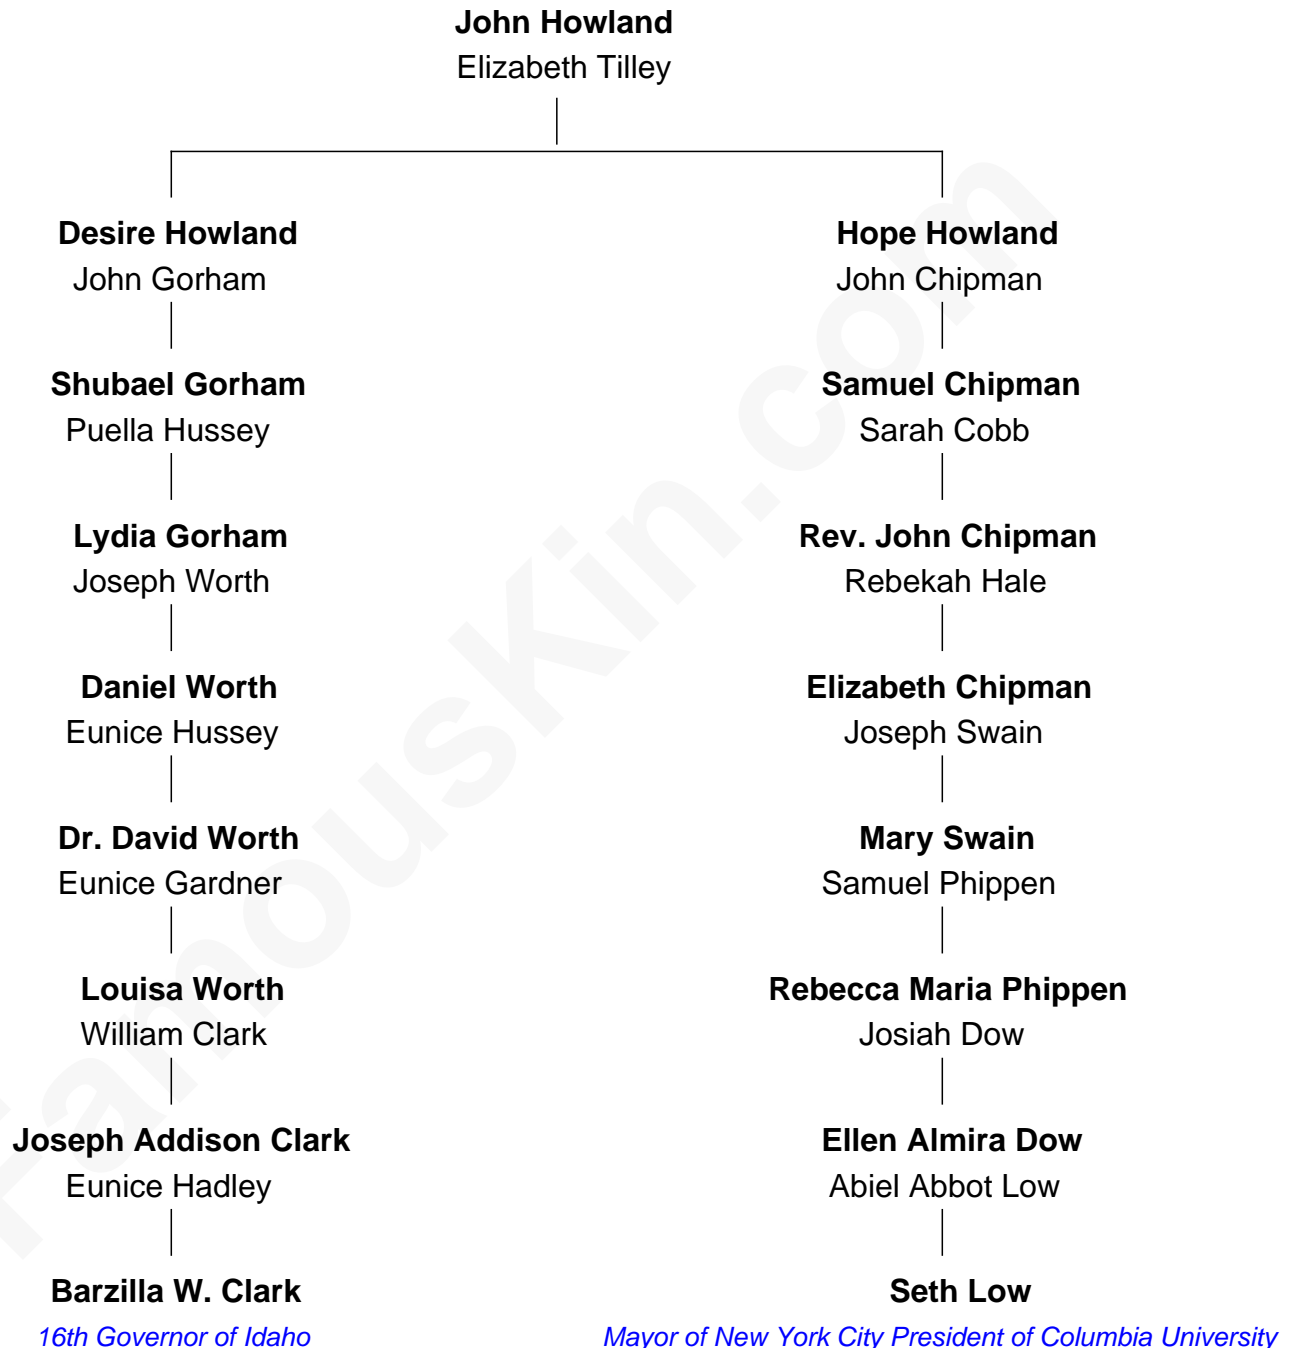 John Howland
Elizabeth Tilley
Desire Howland
John Gorham
Hope Howland
John Chipman
Shubael Gorham
Puella Hussey
Samuel Chipman
Sarah Cobb
Lydia Gorham
Joseph Worth
Rev. John Chipman
Rebekah Hale
Daniel Worth
Eunice Hussey
Elizabeth Chipman
Joseph Swain
Dr. David Worth
Eunice Gardner
Mary Swain
Samuel Phippen
Louisa Worth
William Clark
Rebecca Maria Phippen
Josiah Dow
Joseph Addison Clark
Eunice Hadley
Ellen Almira Dow
Abiel Abbot Low
Barzilla W. Clark
16th Governor of Idaho
Seth Low
Mayor of New York City President of Columbia University
FamousKin.com